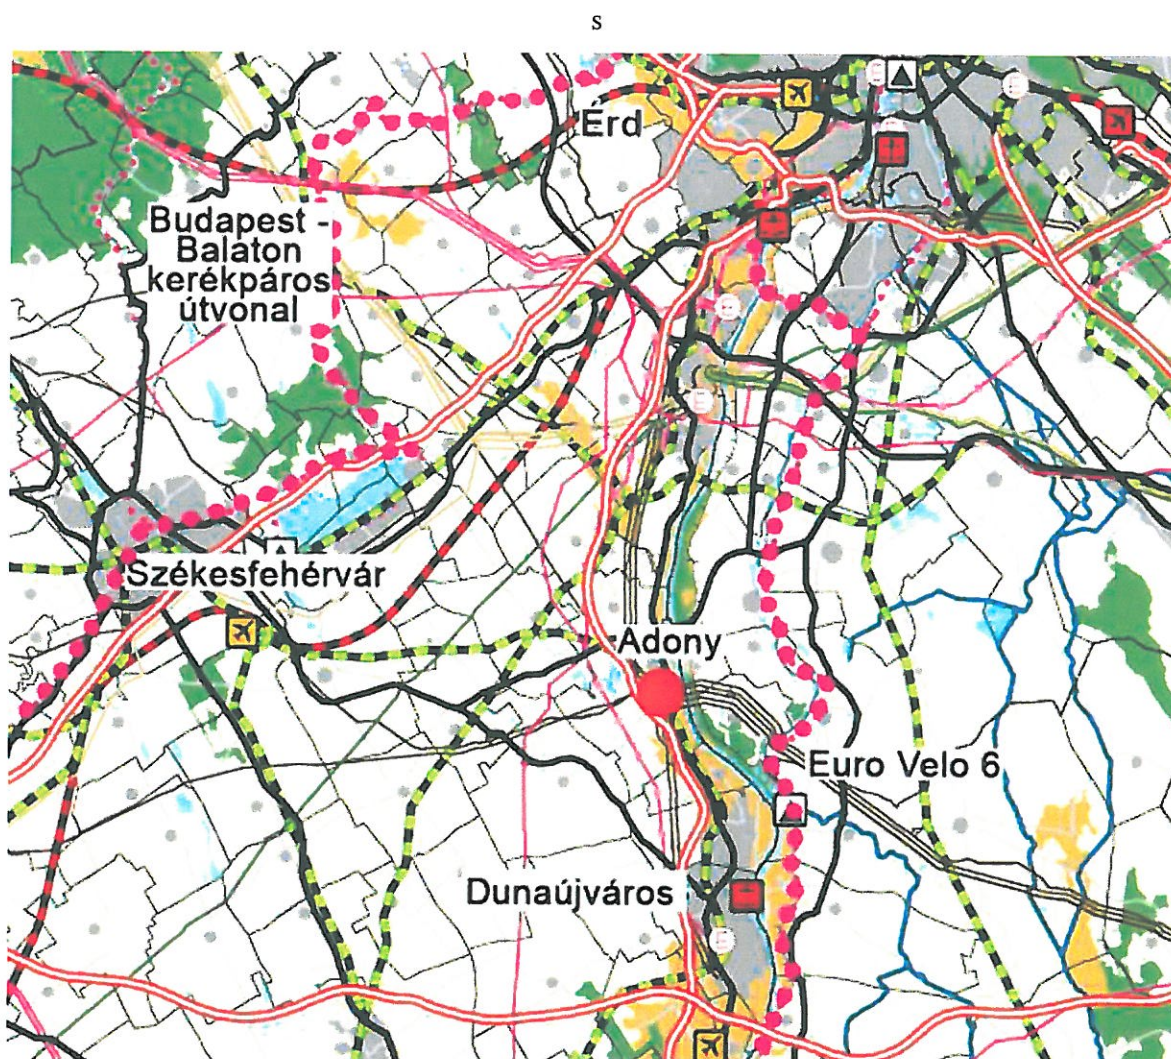 s
Érd
Budapest -
Balaton
kerékpáros
útvonal
Székesfehérvár
Adony
Euro Velo 6
Dunaújváros